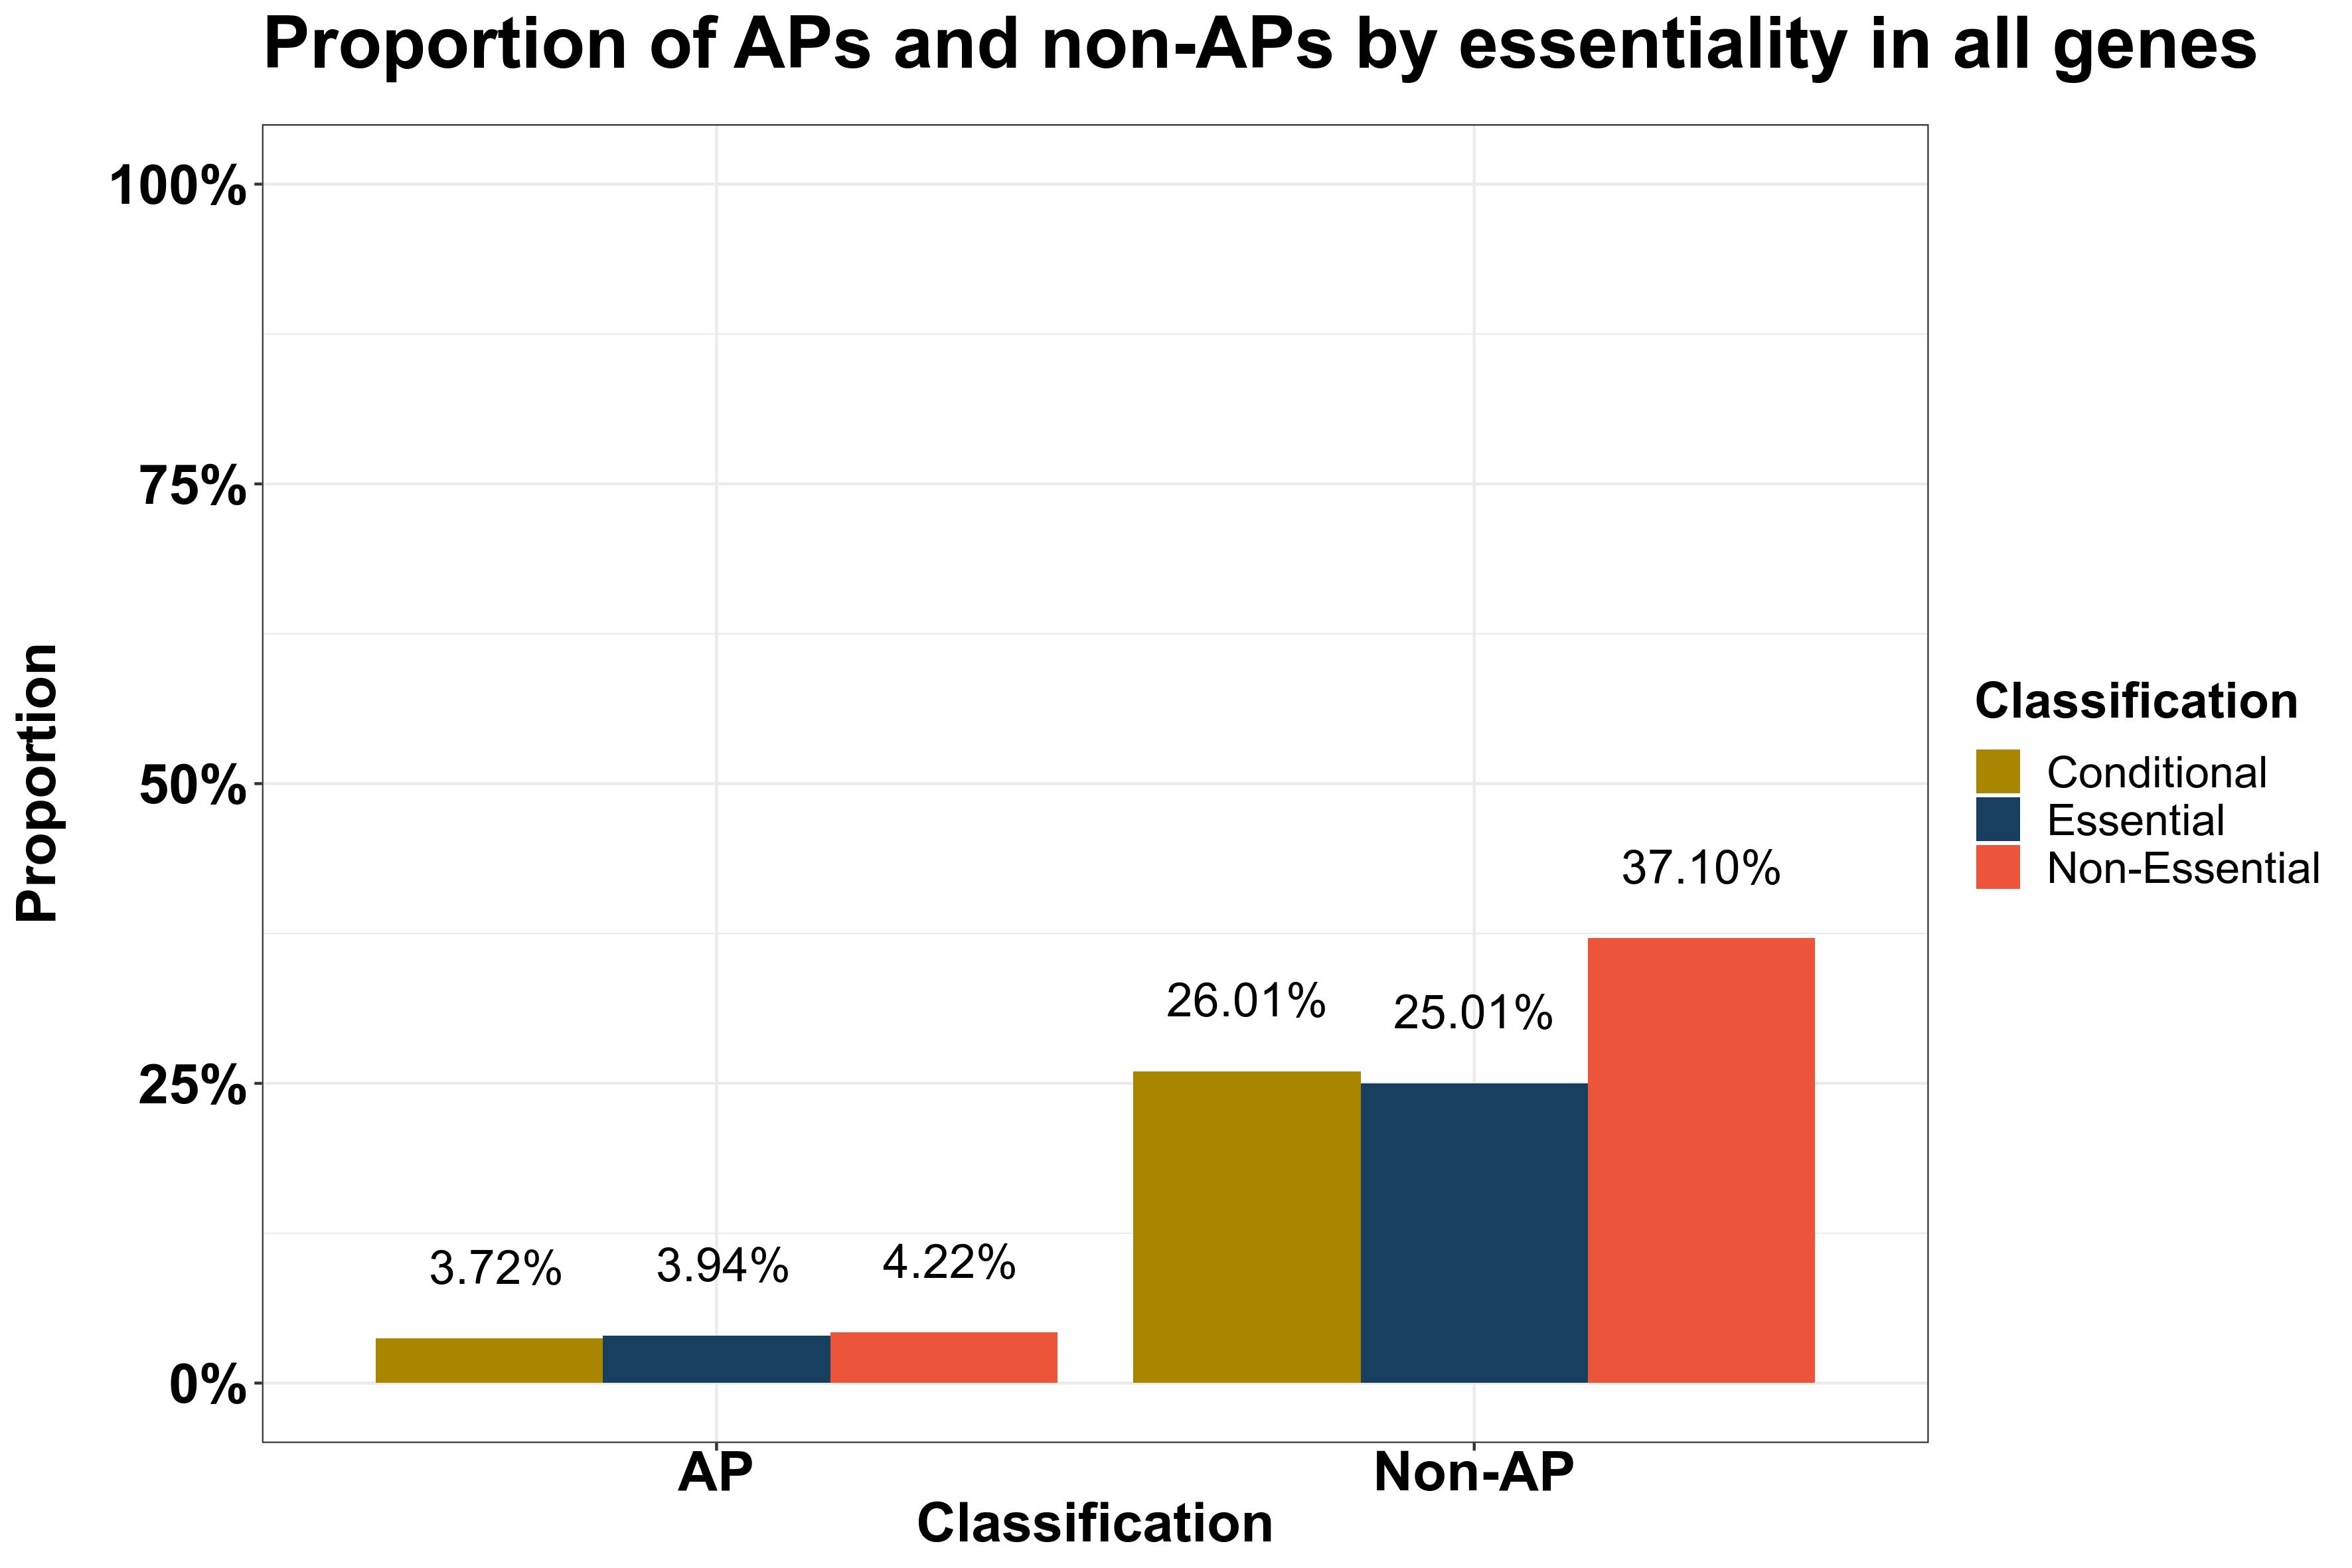 Proportion of APs and non-APs by essentiality in all genes
100%
75%
50%
25%
0%
Proportion
3.72%
3.94%
4.22%
26.01%
25.01%
37.10%
AP
Non-AP
Classification
Classification
Conditional
Essential
Non-Essential